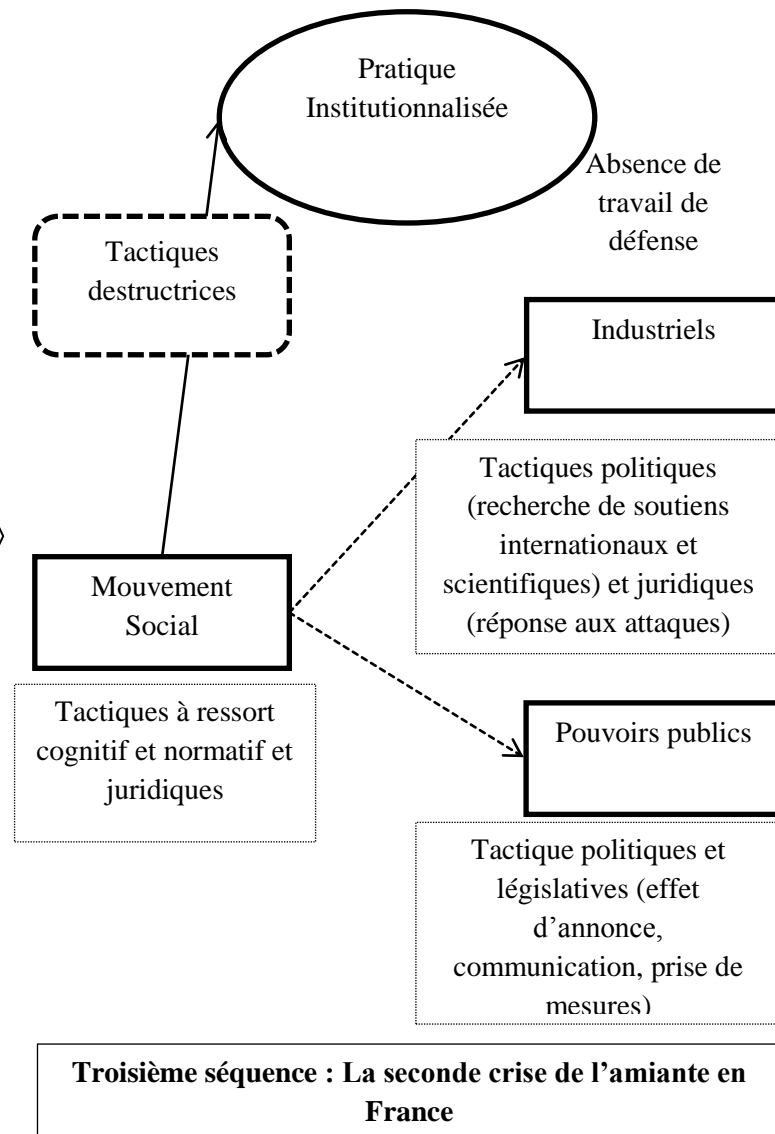 Pratique
Institutionnalisée
Absence de
travail de
défense
Tactiques
destructrices
Industriels
Tactiques politiques
(recherche de soutiens
internationaux et
scientifiques) et juridiques
(réponse aux attaques)
Mouvement
Social
Tactiques à ressort
cognitif et normatif et
juridiques
Pouvoirs publics
Tactique politiques et
législatives (effet
d’annonce,
communication, prise de
mesures)
Troisième séquence : La seconde crise de l’amiante en
France